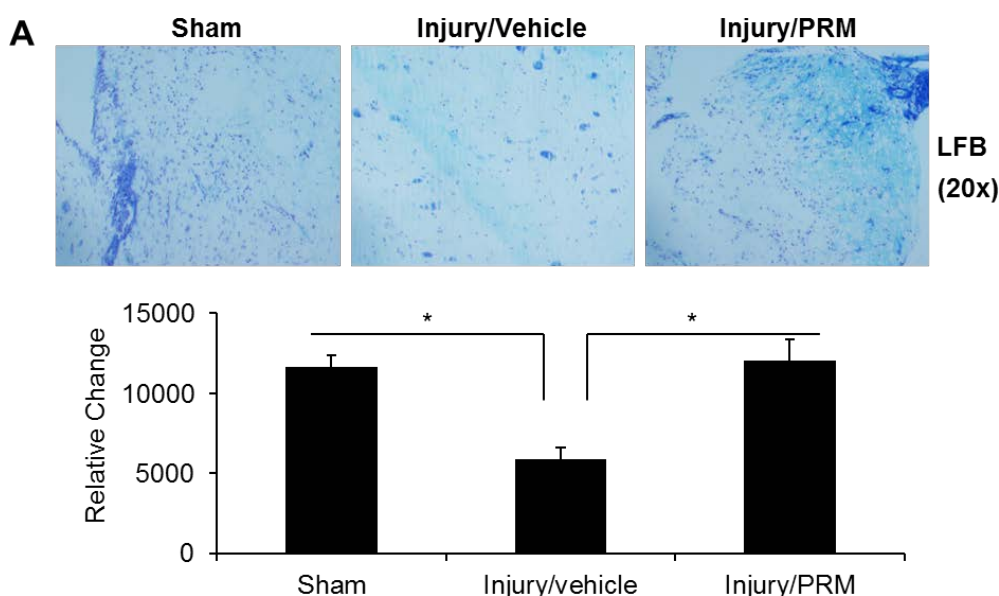 A
Sham
Injury/Vehicle
Injury/PRM
LFB
(20x)
Relative Change
15000
10000
5000
0
*
*
Sham
Injury/vehicle
Injury/PRM